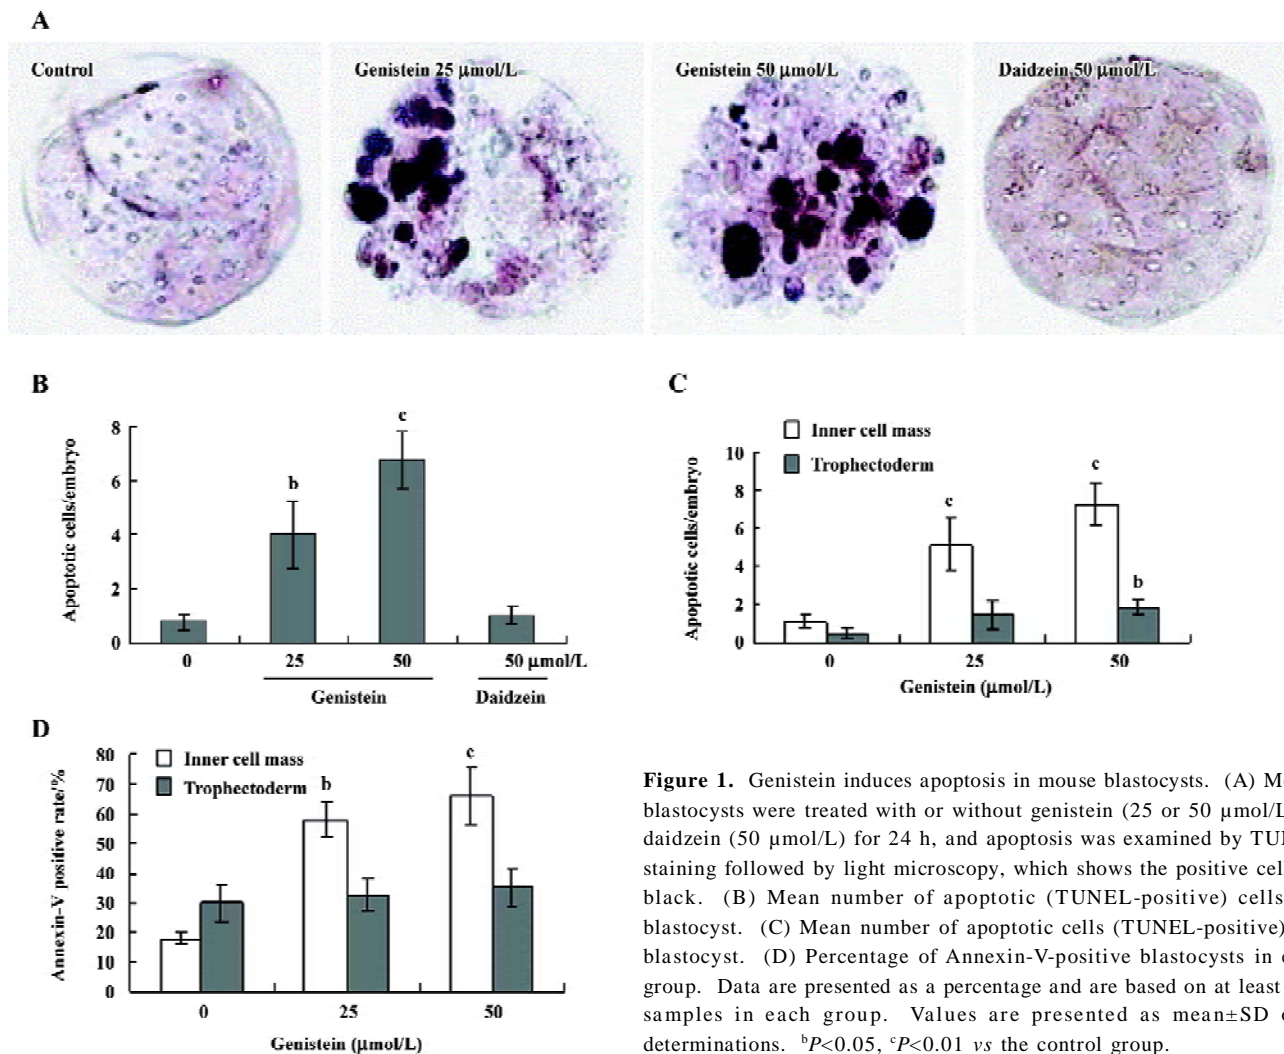 A
Control
Genistein 25 µmol/L
Genistein 50 µmol/L
Daidzein 50 µmol/L
B
Apoptotic cells/embryo
8
6
4
2
0
b
c
0
25
50
50 µmol/L
Genistein
Daidzein
C
Inner cell mass
Trophectoderm
Apoptotic cells/embryo
10
8
6
4
2
0
c
c
b
0
25
50
Genistein (µmol/L)
D
Inner cell mass
Trophectoderm
Annexin-V positive rate/%
80
70
60
50
40
30
20
10
0
b
c
0
25
50
Genistein (µmol/L)
Figure 1. Genistein induces apoptosis in mouse blastocysts. (A) M
blastocysts were treated with or without genistein (25 or 50 µmol/L
daidzein (50 µmol/L) for 24 h, and apoptosis was examined by TU
staining followed by light microscopy, which shows the positive cel
black. (B) Mean number of apoptotic (TUNEL-positive) cells
blastocyst. (C) Mean number of apoptotic cells (TUNEL-positive)
blastocyst. (D) Percentage of Annexin-V-positive blastocysts in
group. Data are presented as a percentage and are based on at least
samples in each group. Values are presented as mean±SD
determinations. bP<0.05, cP<0.01 vs the control group.